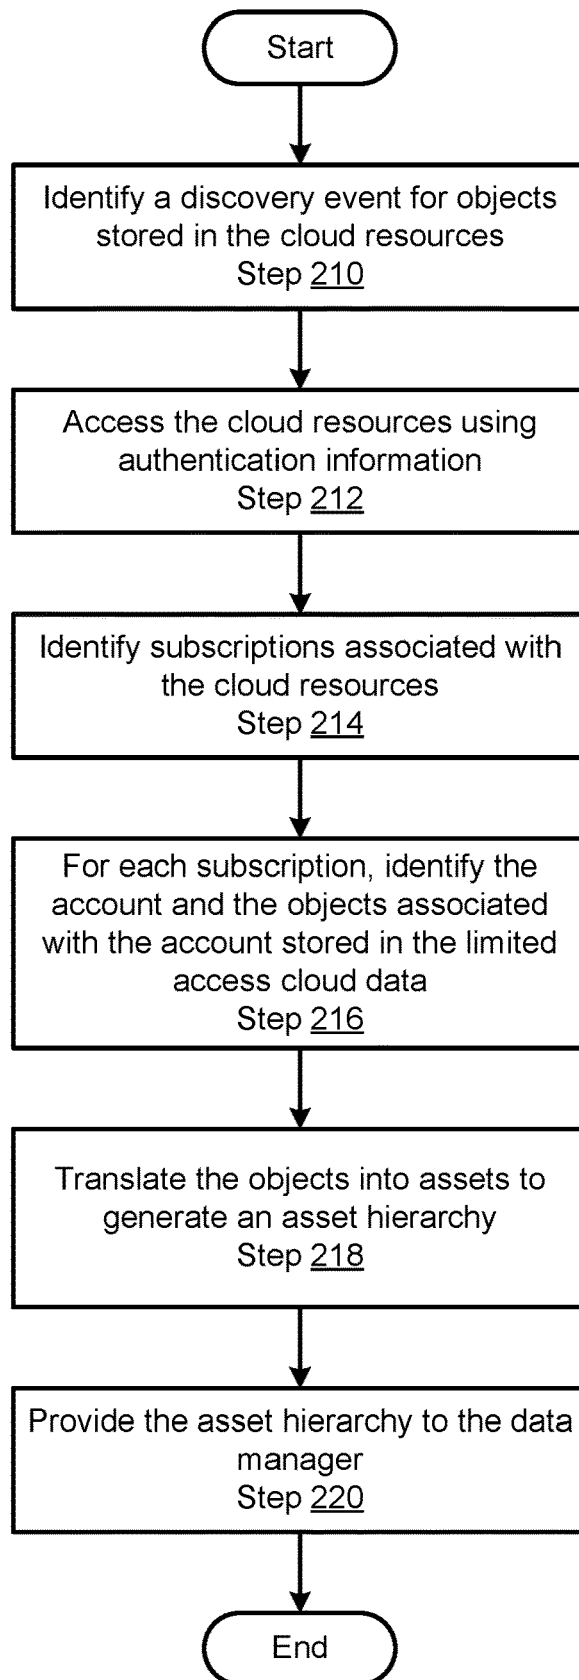 Start
Identify a discovery event for objects
stored in the cloud resources
Step 210
Access the cloud resources using
authentication information
Step 212
Identify subscriptions associated with
the cloud resources
Step 214
For each subscription, identify the
account and the objects associated
with the account stored in the limited
access cloud data
Step 216
Translate the objects into assets to
generate an asset hierarchy
Step 218
Provide the asset hierarchy to the data
manager
Step 220
End